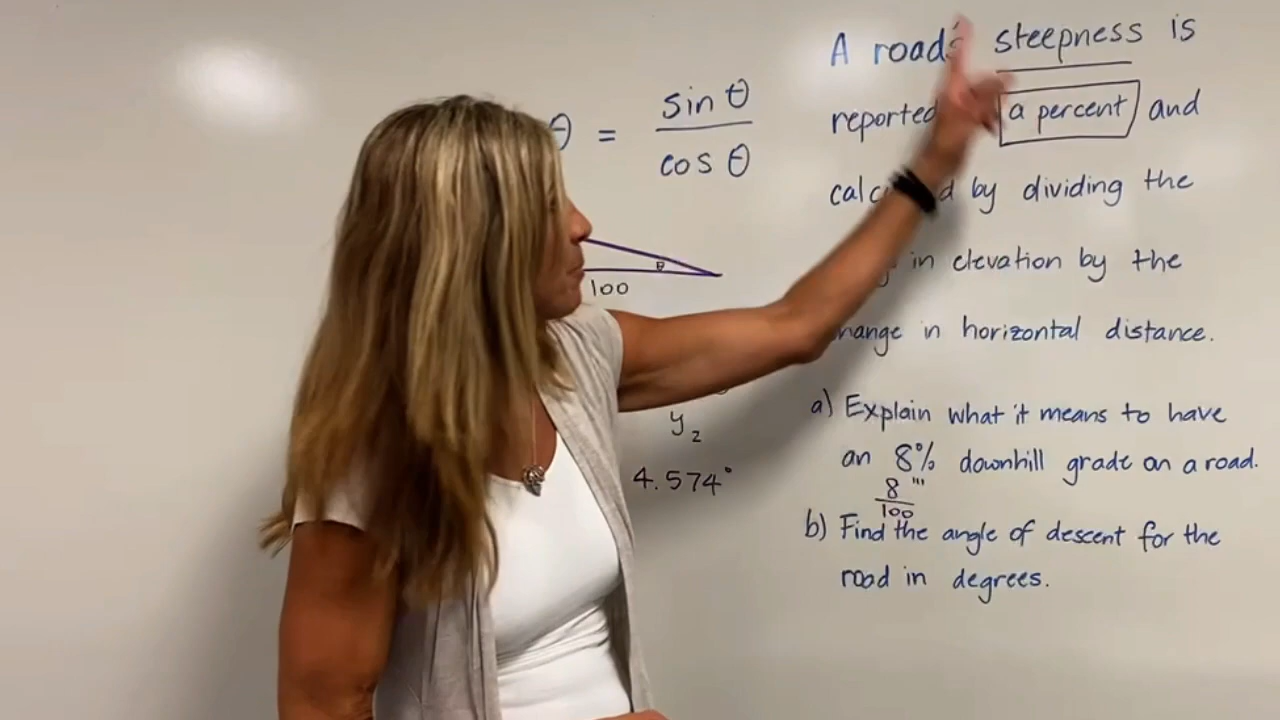 θ = sin θ / cos θ
θ
100
y₂
4.574°
A road's steepness is
reported a percent and
by dividing the
in elevation by the
change in horizontal distance.
a) Explain what it means to have
an 8% downhill grade on a road.
8 "'
100
b) Find the angle of descent for the
road in degrees.